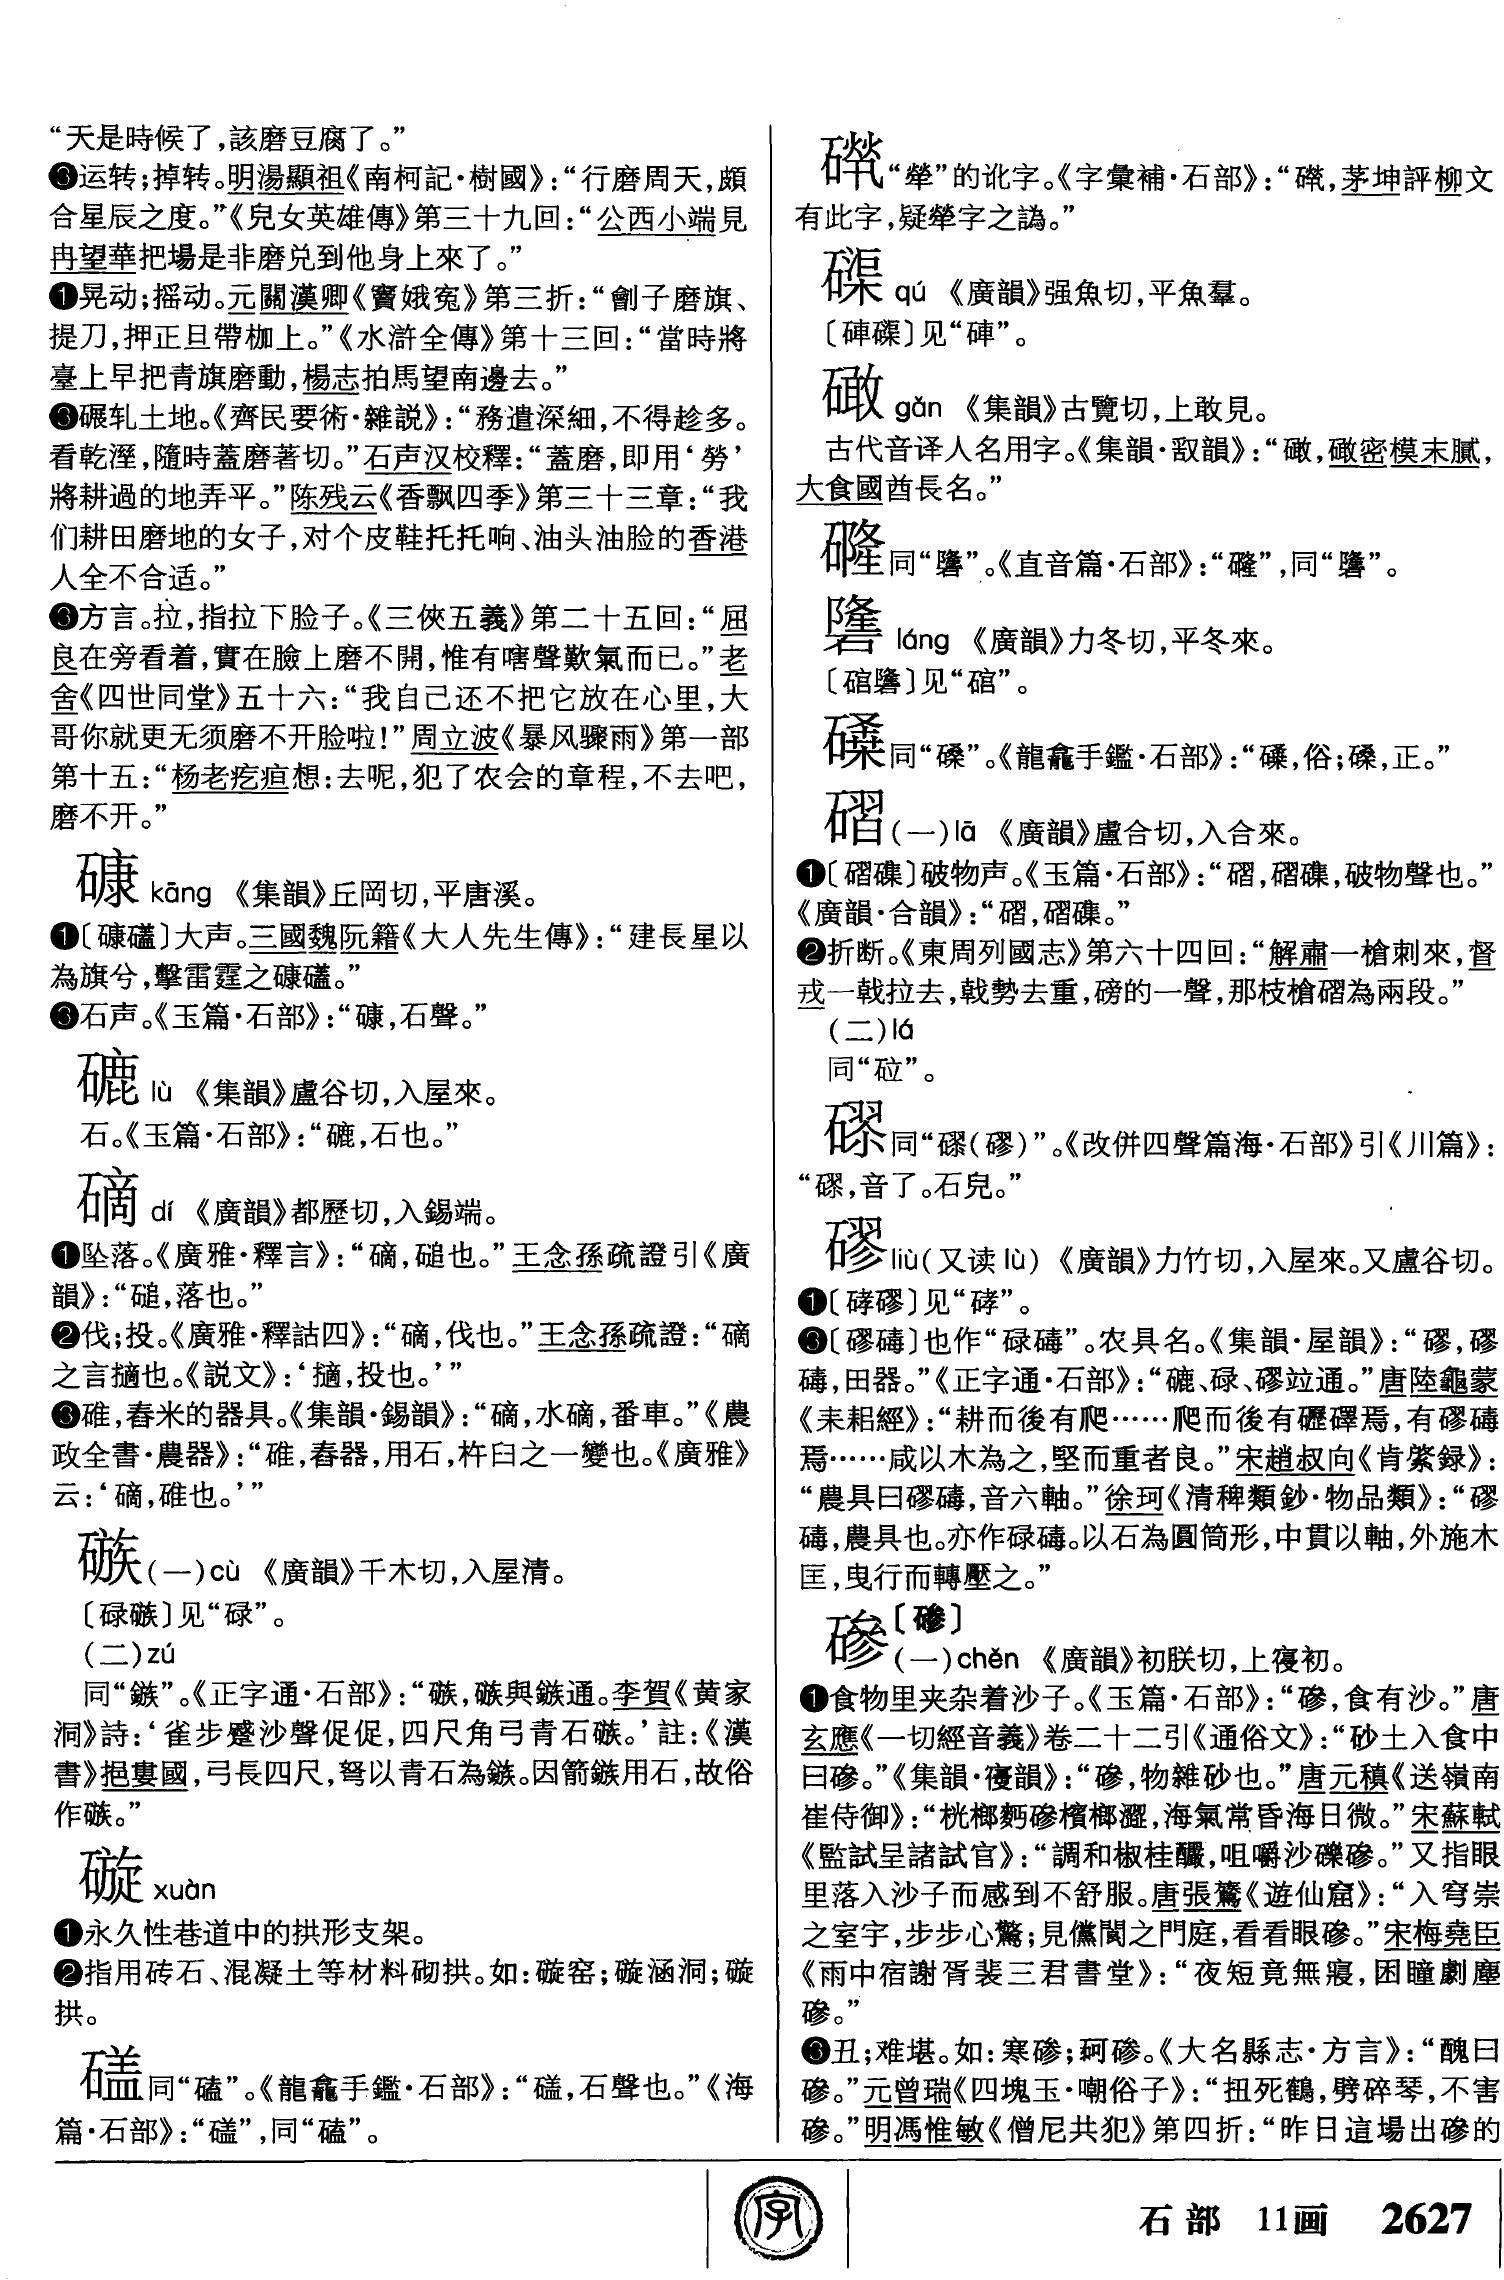 “天是時候了，該磨豆腐了。”
❸运转；掉转。明湯顯祖《南柯記·樹國》：“行磨周天，頗
合星辰之度。”《兒女英雄傳》第三十九回：“公西小端見
冉望華把場是非磨兑到他身上來了。”
❶晃动；摇动。元關漢卿《竇娥冤》第三折：“劊子磨旗、
提刀，押正旦帶枷上。”《水滸全傳》第十三回：“當時將
臺上早把青旗磨動，楊志拍馬望南邊去。”
❸碾轧土地。《齊民要術·雜説》：“務遣深細，不得趁多。
看乾溼，隨時蓋磨著切。”石声汉校釋：“蓋磨，即用‘勞’
將耕過的地弄平。”陈残云《香飘四季》第三十三章：“我
们耕田磨地的女子，对个皮鞋托托响、油头油脸的香港
人全不合适。”
❸方言。拉，指拉下脸子。《三俠五義》第二十五回：“屈
良在旁看着，實在臉上磨不開，惟有嗐聲歎氣而已。”老
舍《四世同堂》五十六：“我自己还不把它放在心里，大
哥你就更无须磨不开脸啦！”周立波《暴风骤雨》第一部
第十五：“杨老疙疸想：去呢，犯了农会的章程，不去吧，
磨不开。”
䃹 kāng 《集韻》丘岡切，平唐溪。
❶〔䃹礚〕大声。三國魏阮籍《大人先生傳》：“建長星以
為旗兮，擊雷霆之䃹礚。”
❸石声。《玉篇·石部》：“䃹，石聲。”
磠 lù 《集韻》盧谷切，入屋來。
石。《玉篇·石部》：“，石也。”
䃅 dí 《廣韻》都歷切，入錫端。
❶坠落。《廣雅·釋言》：“䃅，磓也。”王念孫疏證引《廣
韻》：“磓，落也。”
❷伐；投。《廣雅·釋詁四》：“䃅，伐也。”王念孫疏證：“䃅
之言擿也。《説文》：‘擿，投也。’”
❸碓，舂米的器具。《集韻·錫韻》：“䃅，水䃅，番車。”《農
政全書·農器》：“碓，舂器，用石，杵臼之一變也。《廣雅》
云：‘䃅，碓也。’”
磩(一)cù 《廣韻》千木切，入屋清。
〔碌〕见“碌”。
(二)zú
同“鏃”。《正字通·石部》：“，與鏃通。李賀《黄家
洞》詩：‘雀步蹙沙聲促促，四尺角弓青石。’註：《漢
書》挹婁國，弓長四尺，弩以青石為鏃。因箭鏃用石，故俗
作。”
碹 xuàn
❶永久性巷道中的拱形支架。
❷指用砖石、混凝土等材料砌拱。如：窑；涵洞；
拱。
同“磕”。《龍龕手鑑·石部》：“，石聲也。”《海
篇·石部》：“”，同“磕”。
“犖”的讹字。《字彙補·石部》：“，茅坤評柳文
有此字，疑犖字之譌。”
磲 qú 《廣韻》强魚切，平魚羣。
〔硨磲〕见“硨”。
gǎn 《集韻》古覽切，上敢見。
古代音译人名用字。《集韻·敢韻》：“，密模末膩，
大食國酋長名。”
同“”。《直音篇·石部》：“”，同“”。
láng 《廣韻》力冬切，平冬來。
〔〕见“”。
同“磉”。《龍龕手鑑·石部》：“，俗；磉，正。”
磖(一)lā 《廣韻》盧合切，入合來。
❶〔磖磼〕破物声。《玉篇·石部》：“磖，磖磼，破物聲也。”
《廣韻·合韻》：“磖，磖磼。”
❷折断。《東周列國志》第六十四回：“解肅一槍刺來，督
戎一戟拉去，戟勢去重，磅的一聲，那枝槍磖為兩段。”
(二)lá
同“砬”。
同“(磟)”。《改併四聲篇海·石部》引《川篇》：
“，音了。石皃。”
磟 liù(又读 lù) 《廣韻》力竹切，入屋來。又盧谷切。
❶〔硣磟〕见“硣”。
❸〔磟碡〕也作“碌碡”。农具名。《集韻·屋韻》：“磟，磟
碡，田器。”《正字通·石部》：“、碌、磟竝通。”唐陸龜蒙
《耒耜經》：“耕而後有爬……爬而後有礰礋焉，有磟碡
焉……咸以木為之，堅而重者良。”宋趙叔向《肯綮録》：
“農具曰磟碡，音六軸。”徐珂《清稗類鈔·物品類》：“磟
碡，農具也。亦作碌碡。以石為圓筒形，中貫以軸，外施木
匡，曳行而轉壓之。”
磣〔碜〕
(一)chěn 《廣韻》初朕切，上寑初。
❶食物里夹杂着沙子。《玉篇·石部》：“磣，食有沙。”唐
玄應《一切經音義》卷二十二引《通俗文》：“砂土入食中
曰磣。”《集韻·寑韻》：“磣，物雜砂也。”唐元稹《送嶺南
崔侍御》：“桄榔麪磣檳榔澀，海氣常昏海日微。”宋蘇軾
《監試呈諸試官》：“調和椒桂釅，咀嚼沙礫磣。”又指眼
里落入沙子而感到不舒服。唐張鷟《遊仙窟》：“入穹崇
之室宇，步步心驚；見儻閬之門庭，看看眼磣。”宋梅堯臣
《雨中宿謝胥裴三君書堂》：“夜短竟無寢，困瞳劇塵
磣。”
❸丑；难堪。如：寒磣；砢磣。《大名縣志·方言》：“醜曰
磣。”元曾瑞《四塊玉·嘲俗子》：“扭死鶴，劈碎琴，不害
磣。”明馮惟敏《僧尼共犯》第四折：“昨日這場出磣的
字
石部 11画 2627